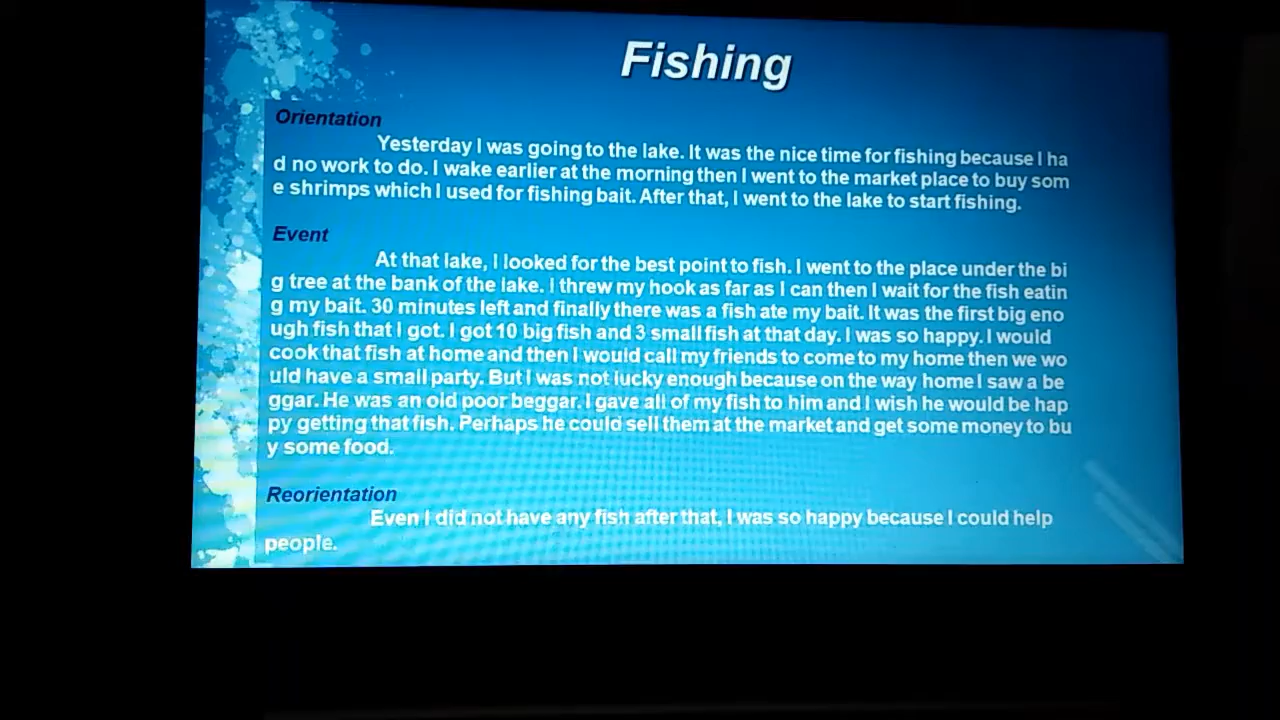 Fishing
Orientation
Yesterday I was going to the lake. It was the nice time for fishing because I ha
d no work to do. I wake earlier at the morning then I went to the market place to buy som
e shrimps which I used for fishing bait. After that, I went to the lake to start fishing.
Event
At that lake, I looked for the best point to fish. I went to the place under the bi
g tree at the bank of the lake. I threw my hook as far as I can then I wait for the fish eatin
g my bait. 30 minutes left and finally there was a fish ate my bait. It was the first big eno
ugh fish that I got. I got 10 big fish and 3 small fish at that day. I was so happy. I would
cook that fish at home and then I would call my friends to come to my home then we wo
uld have a small party. But I was not lucky enough because on the way home I saw a be
ggar. He was an old poor beggar. I gave all of my fish to him and I wish he would be hap
py getting that fish. Perhaps he could sell them at the market and get some money to bu
y some food.
Reorientation
Even I did not have any fish after that, I was so happy because I could help
people.